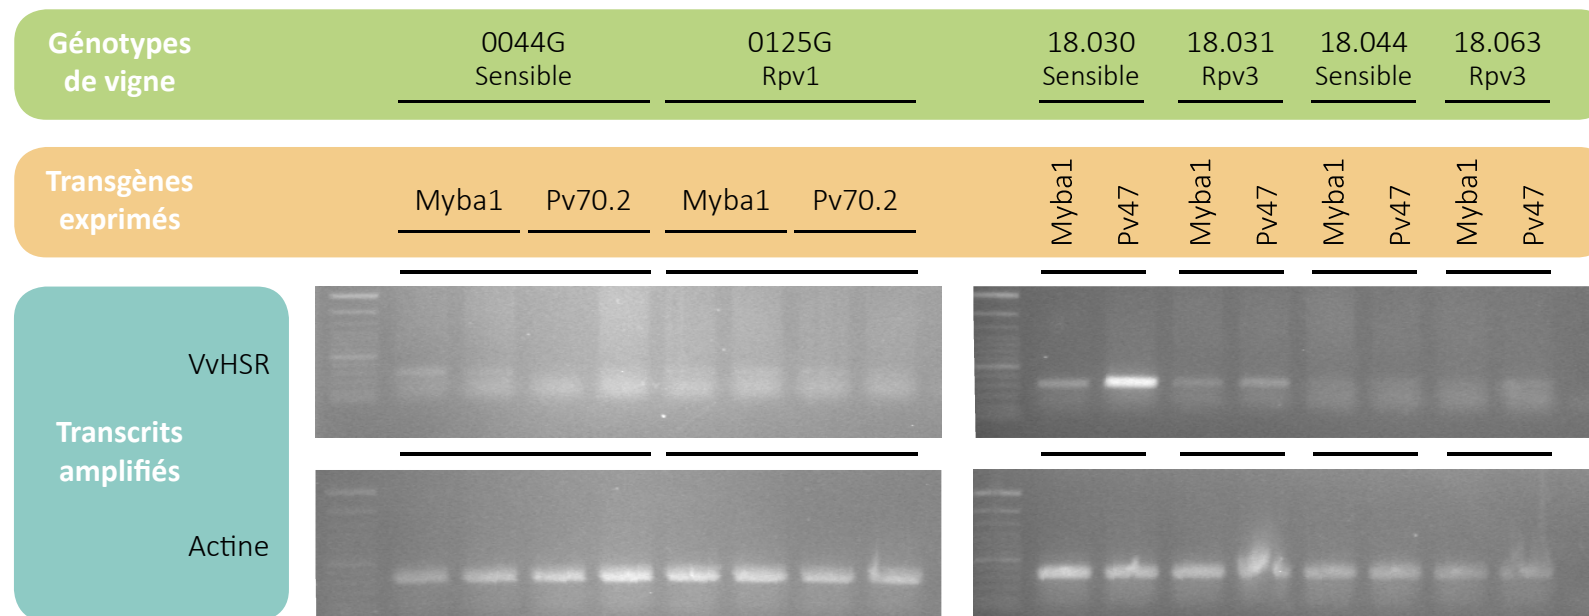 Génotypes
de vigne
0044G
Sensible
0125G
Rpv1
18.030
Sensible
18.031
Rpv3
18.044
Sensible
18.063
Rpv3
Transgènes
exprimés
Myba1
Pv70.2
Myba1
Pv70.2
Myba1
Pv47
Myba1
Pv47
Myba1
Pv47
Myba1
Pv47
VvHSR
Transcrits
amplifiés
Actine